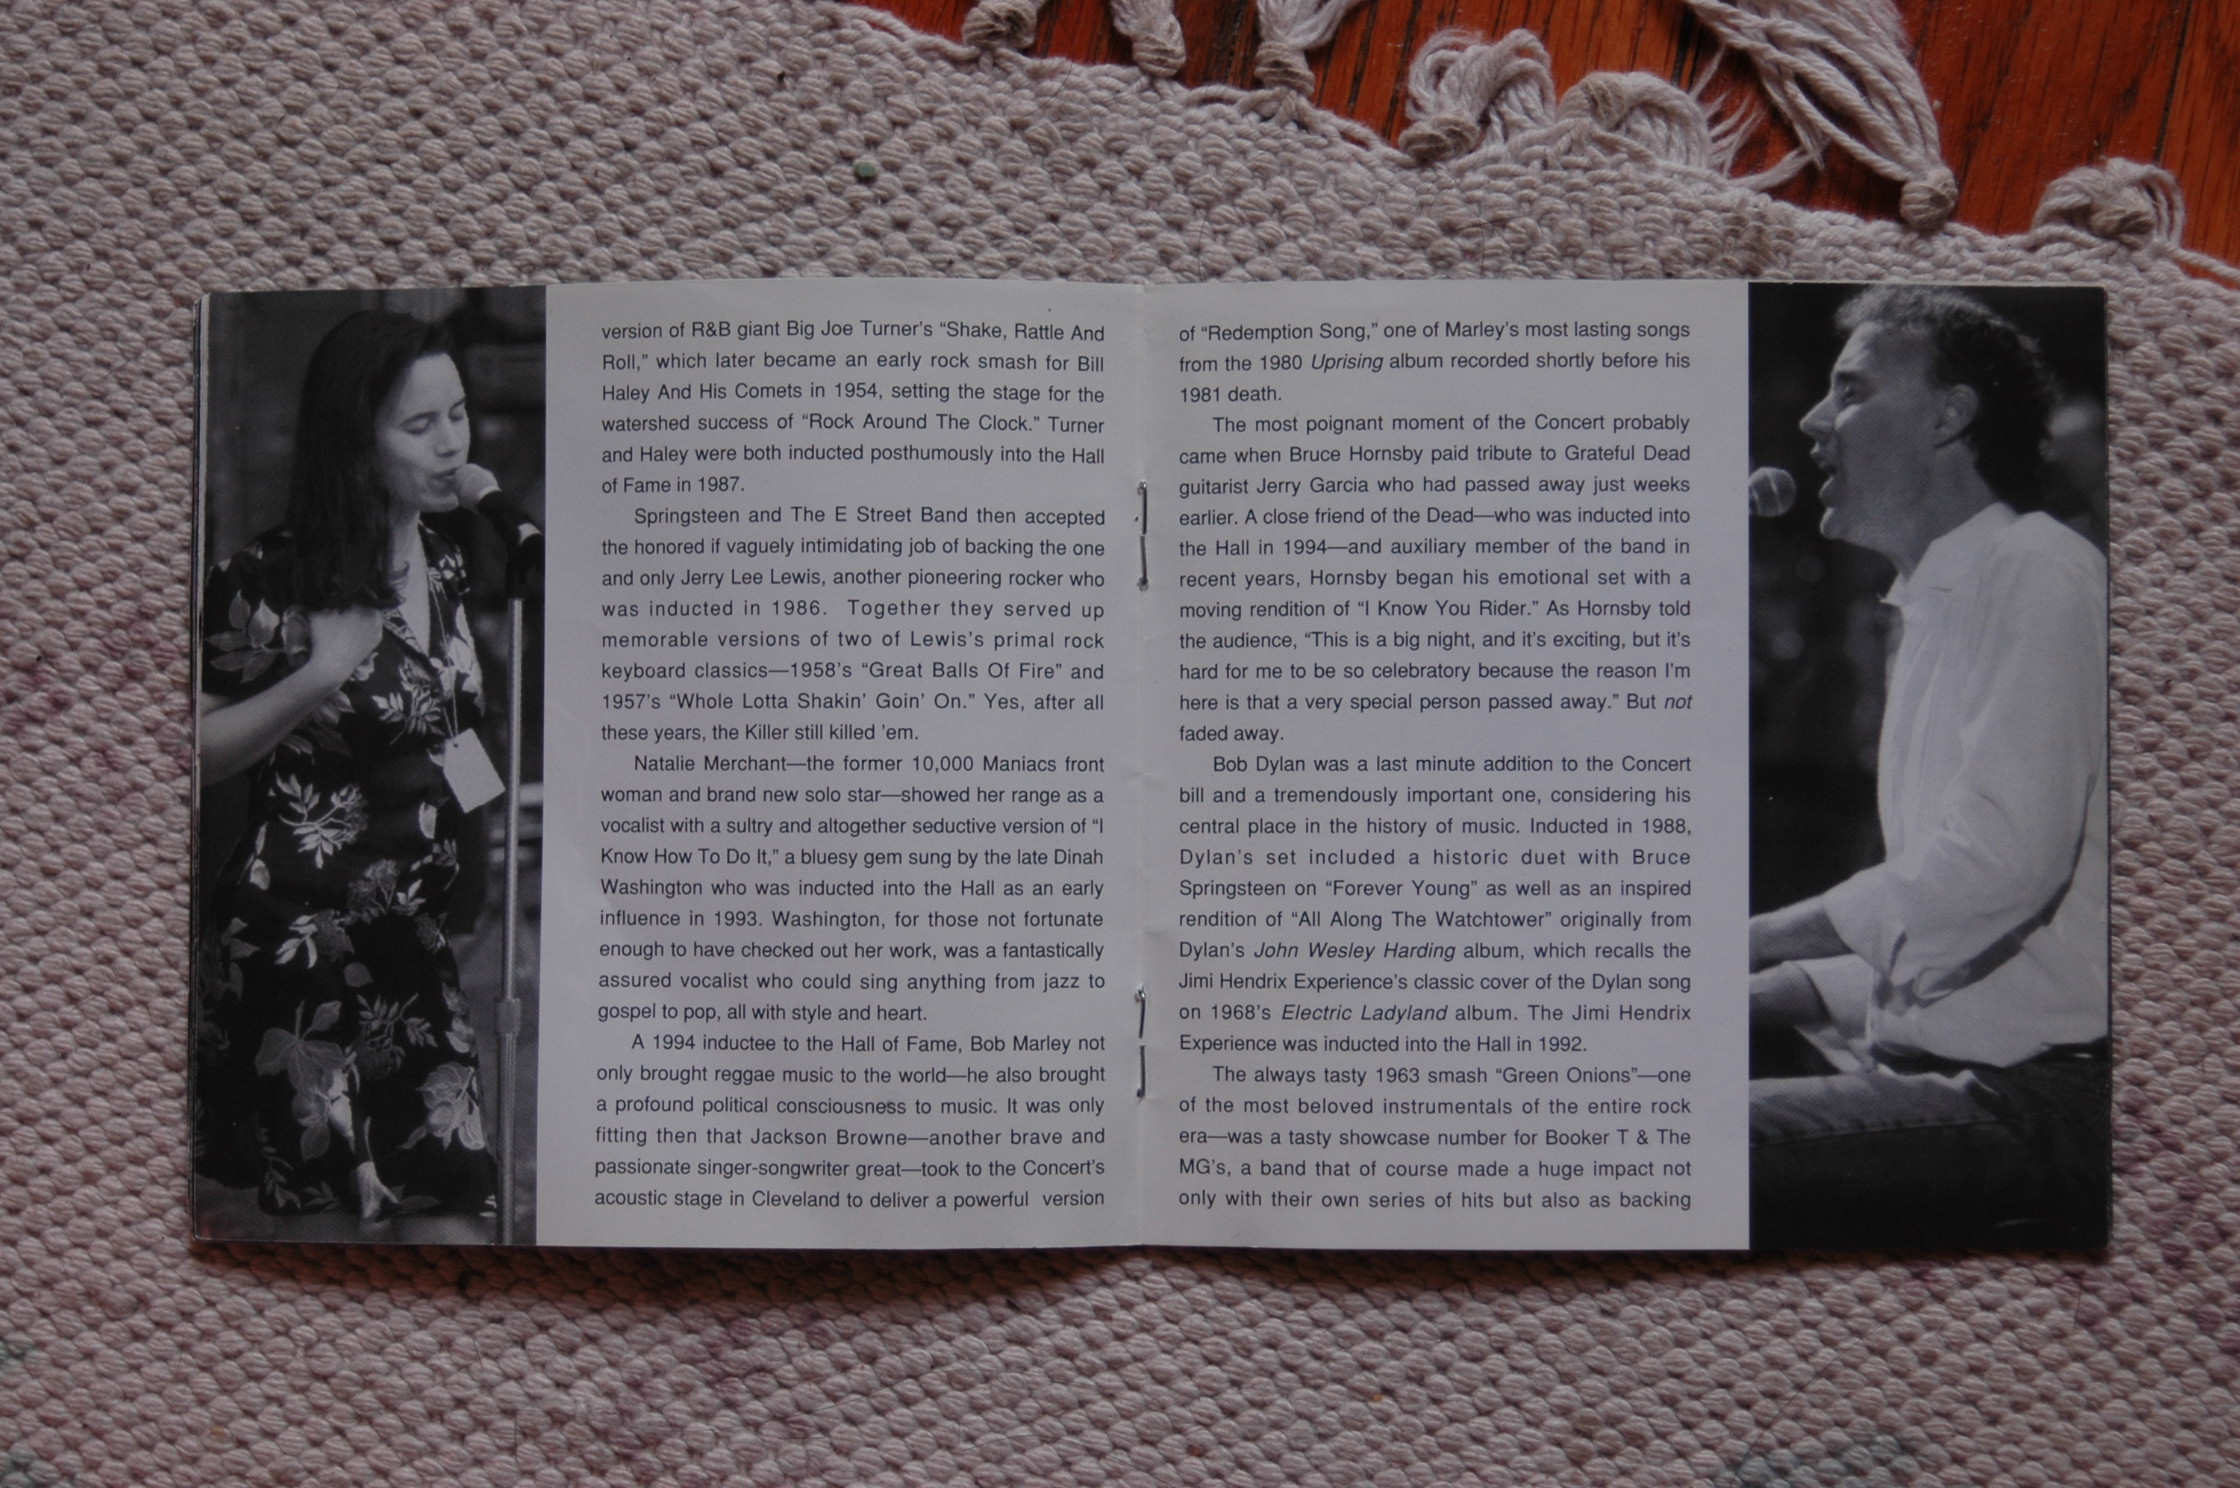 version of R&B giant Big Joe Turner's “Shake, Rattle And
Roll,” which later became an early rock smash for Bill
Haley And His Comets in 1954, setting the stage for the
watershed success of “Rock Around The Clock.” Turner
and Haley were both inducted posthumously into the Hall
of Fame in 1987.
Springsteen and The E Street Band then accepted
the honored if vaguely intimidating job of backing the one
and only Jerry Lee Lewis, another pioneering rocker who
was inducted in 1986. Together they served up
memorable versions of two of Lewis's primal rock
keyboard classics—1958's “Great Balls Of Fire” and
1957's “Whole Lotta Shakin' Goin' On.” Yes, after all
these years, the Killer still killed 'em.
Natalie Merchant—the former 10,000 Maniacs front
woman and brand new solo star—showed her range as a
vocalist with a sultry and altogether seductive version of “I
Know How To Do It,” a bluesy gem sung by the late Dinah
Washington who was inducted into the Hall as an early
influence in 1993. Washington, for those not fortunate
enough to have checked out her work, was a fantastically
assured vocalist who could sing anything from jazz to
gospel to pop, all with style and heart.
A 1994 inductee to the Hall of Fame, Bob Marley not
only brought reggae music to the world—he also brought
a profound political consciousness to music. It was only
fitting then that Jackson Browne—another brave and
passionate singer-songwriter great—took to the Concert's
acoustic stage in Cleveland to deliver a powerful version
of “Redemption Song,” one of Marley's most lasting songs
from the 1980 Uprising album recorded shortly before his
1981 death.
The most poignant moment of the Concert probably
came when Bruce Hornsby paid tribute to Grateful Dead
guitarist Jerry Garcia who had passed away just weeks
earlier. A close friend of the Dead—who was inducted into
the Hall in 1994—and auxiliary member of the band in
recent years, Hornsby began his emotional set with a
moving rendition of “I Know You Rider.” As Hornsby told
the audience, “This is a big night, and it's exciting, but it's
hard for me to be so celebratory because the reason I'm
here is that a very special person passed away.” But not
faded away.
Bob Dylan was a last minute addition to the Concert
bill and a tremendously important one, considering his
central place in the history of music. Inducted in 1988,
Dylan's set included a historic duet with Bruce
Springsteen on “Forever Young” as well as an inspired
rendition of “All Along The Watchtower” originally from
Dylan's John Wesley Harding album, which recalls the
Jimi Hendrix Experience's classic cover of the Dylan song
on 1968's Electric Ladyland album. The Jimi Hendrix
Experience was inducted into the Hall in 1992.
The always tasty 1963 smash “Green Onions”—one
of the most beloved instrumentals of the entire rock
era—was a tasty showcase number for Booker T & The
MG's, a band that of course made a huge impact not
only with their own series of hits but also as backing